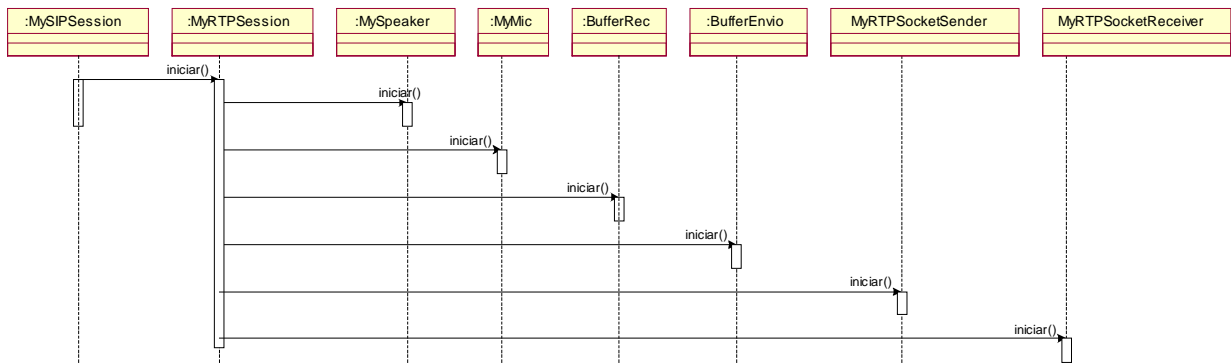 :MySIPSession :MyRTPSession :MySpeaker :MyMic :BufferRec :BufferEnvio MyRTPSocketSender MyRTPSocketReceiver
iniciar()
iniciar()
iniciar()
iniciar()
iniciar()
iniciar()
iniciar()